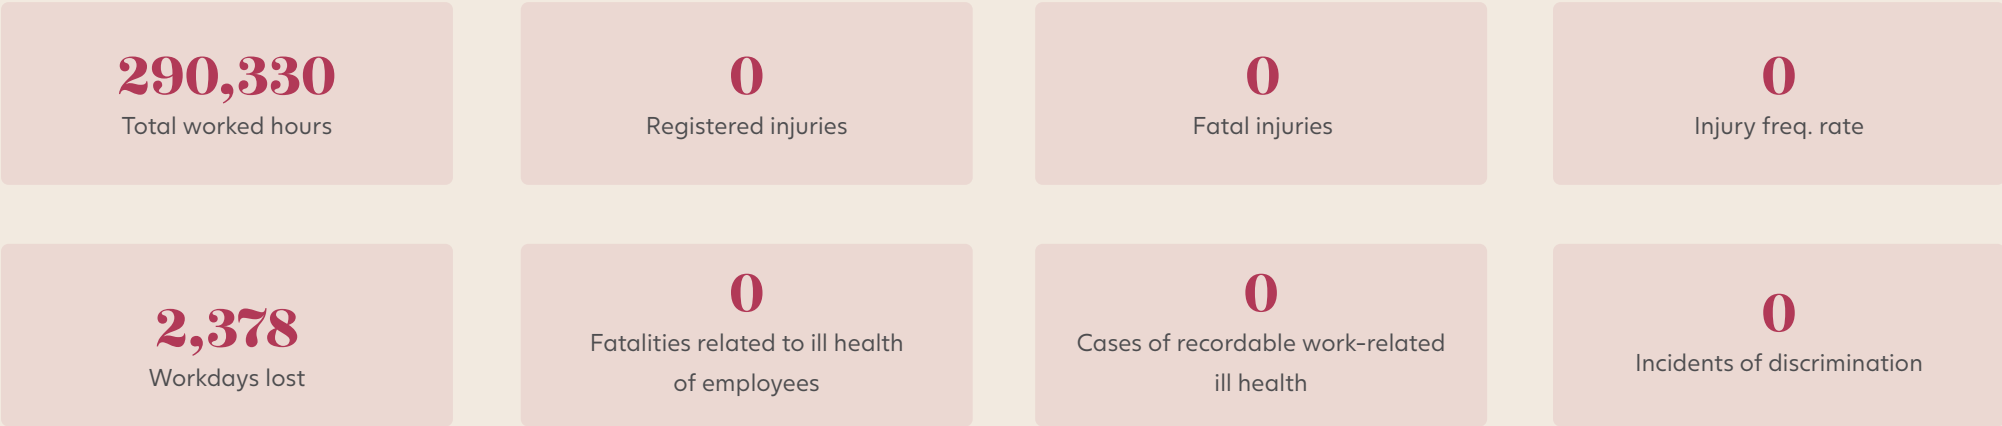 290,330
Total worked hours
0
Registered injuries
0
Fatal injuries
0
Injury freq. rate
2,378
Workdays lost
0
Fatalities related to ill health
of employees
0
Cases of recordable work-related
ill health
0
Incidents of discrimination